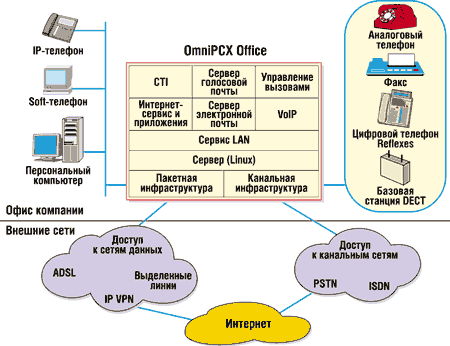 IP-телефон
Soft-телефон
Персональный
компьютер
OmniPCX Office
CTI
Сервер
голосовой
почты
Управление
вызовами
Интернет-
сервис и
приложения
Сервер
электронной
почты
VoIP
Сервис LAN
Сервер (Linux)
Пакетная
инфраструктура
Канальная
инфраструктура
Аналоговый
телефон
Факс
Цифровой телефон
Reflexes
Базовая
станция DECT
Офис компании
Внешние сети
Доступ
к сетям данных
ADSL
Выделенные
линии
IP VPN
Доступ
к канальным сетям
PSTN
ISDN
Интернет